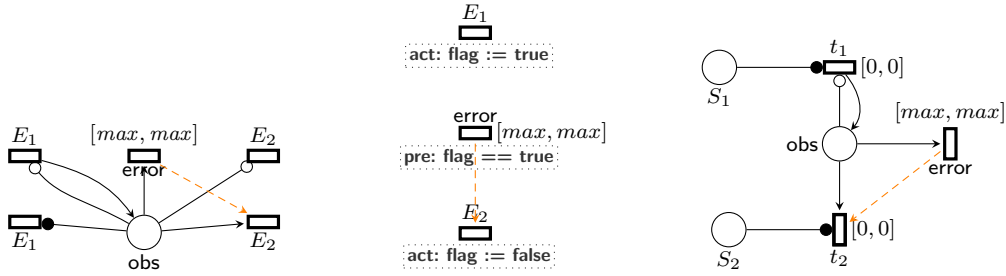 E1
[max, max]
E2
error
E1
E2
obs
E1
act: flag := true
error
[max, max]
pre: flag == true
E2
act: flag := false
t1
[0, 0]
S1
[max, max]
obs
error
S2
[0, 0]
t2